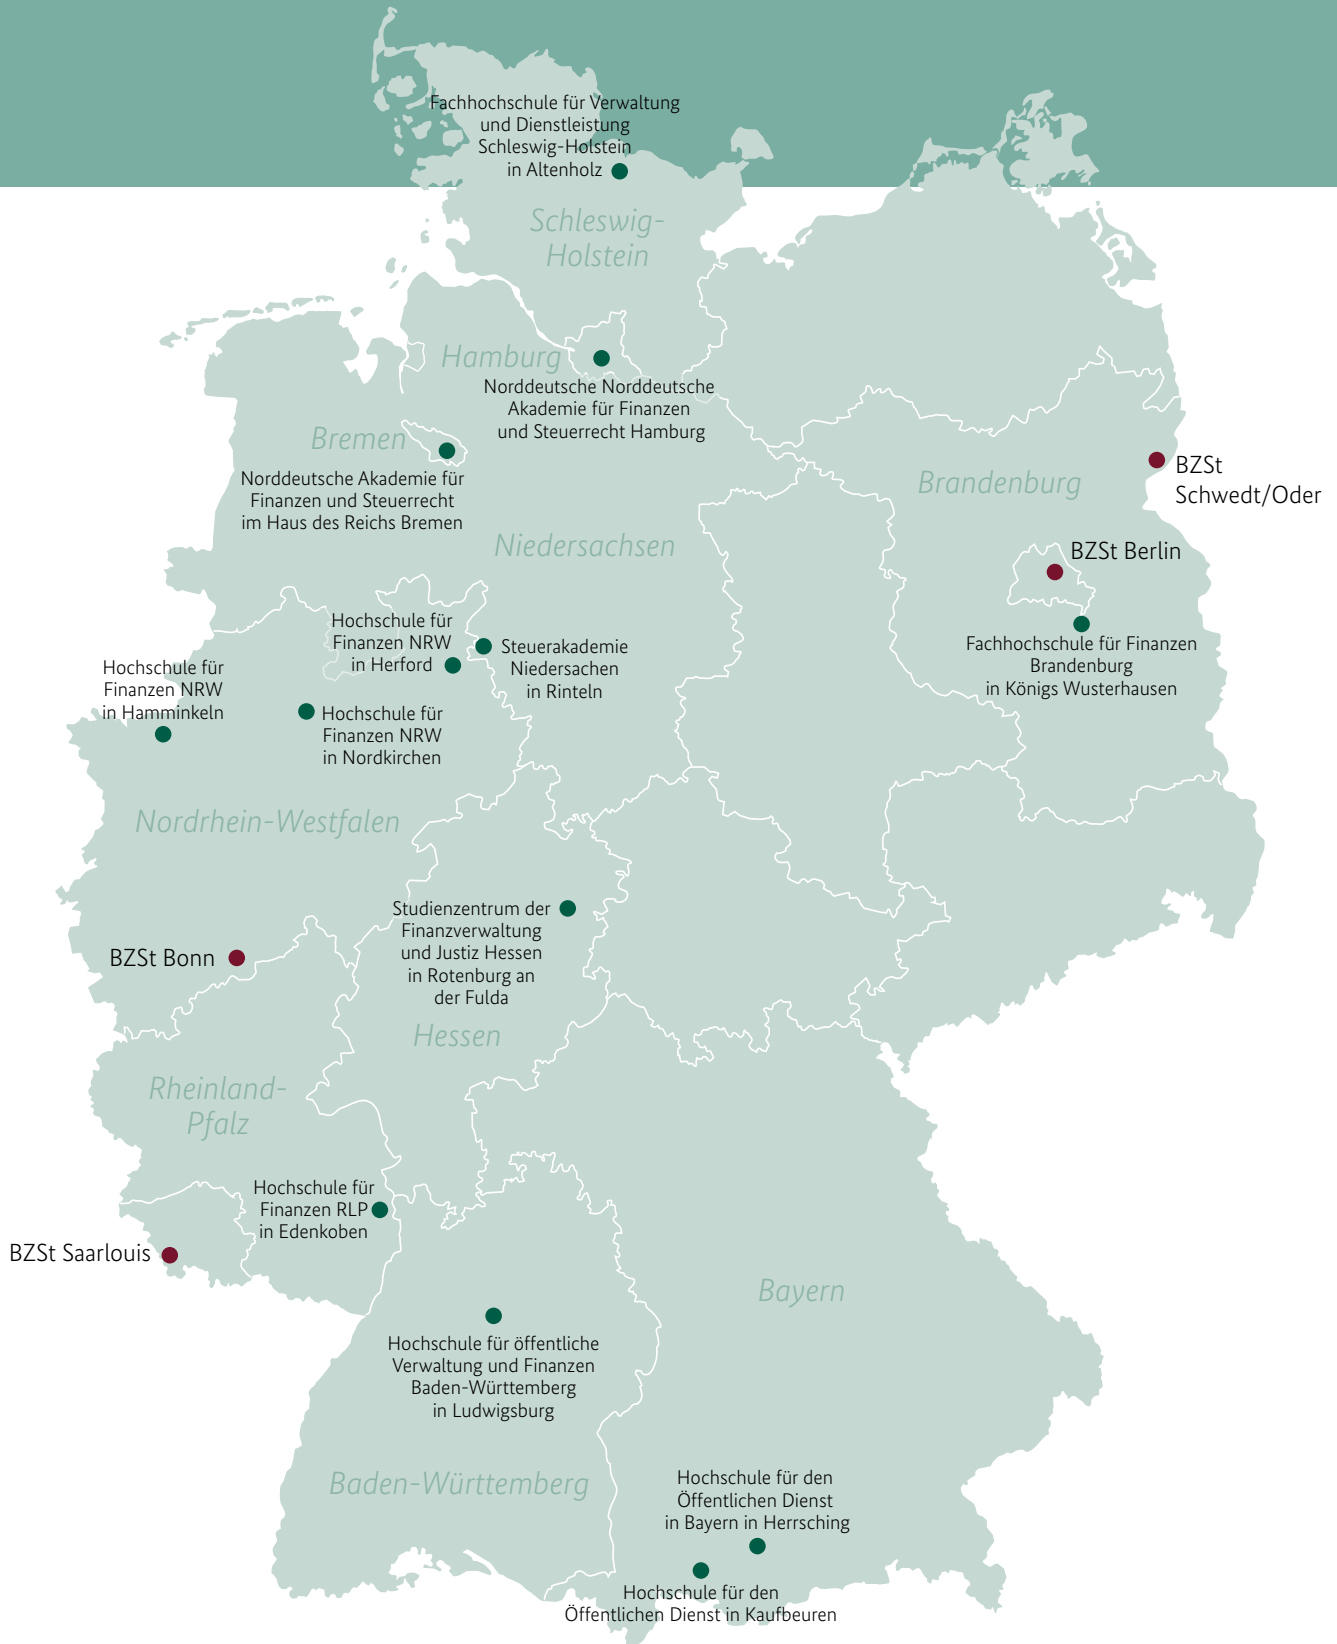 Fachhochschule für Verwaltung
und Dienstleistung
Schleswig-Holstein
in Altenholz
Schleswig-
Holstein
Hamburg
Norddeutsche Norddeutsche
Akademie für Finanzen
und Steuerrecht Hamburg
Bremen
Norddeutsche Akademie für
Finanzen und Steuerrecht
im Haus des Reichs Bremen
Brandenburg
BZSt
Schwedt/Oder
Niedersachsen
BZSt Berlin
Fachhochschule für Finanzen
Brandenburg
in Königs Wusterhausen
Hochschule für
Finanzen NRW
in Herford
Steuerakademie
Niedersachen
in Rinteln
Hochschule für
Finanzen NRW
in Hamminkeln
Hochschule für
Finanzen NRW
in Nordkirchen
Nordrhein-Westfalen
Studienzentrum der
Finanzverwaltung
und Justiz Hessen
in Rotenburg an
der Fulda
BZSt Bonn
Hessen
Rheinland-
Pfalz
Hochschule für
Finanzen RLP
in Edenkoben
BZSt Saarlouis
Bayern
Hochschule für öffentliche
Verwaltung und Finanzen
Baden-Württemberg
in Ludwigsburg
Baden-Württemberg
Hochschule für den
Öffentlichen Dienst
in Bayern in Herrsching
Hochschule für den
Öffentlichen Dienst in Kaufbeuren